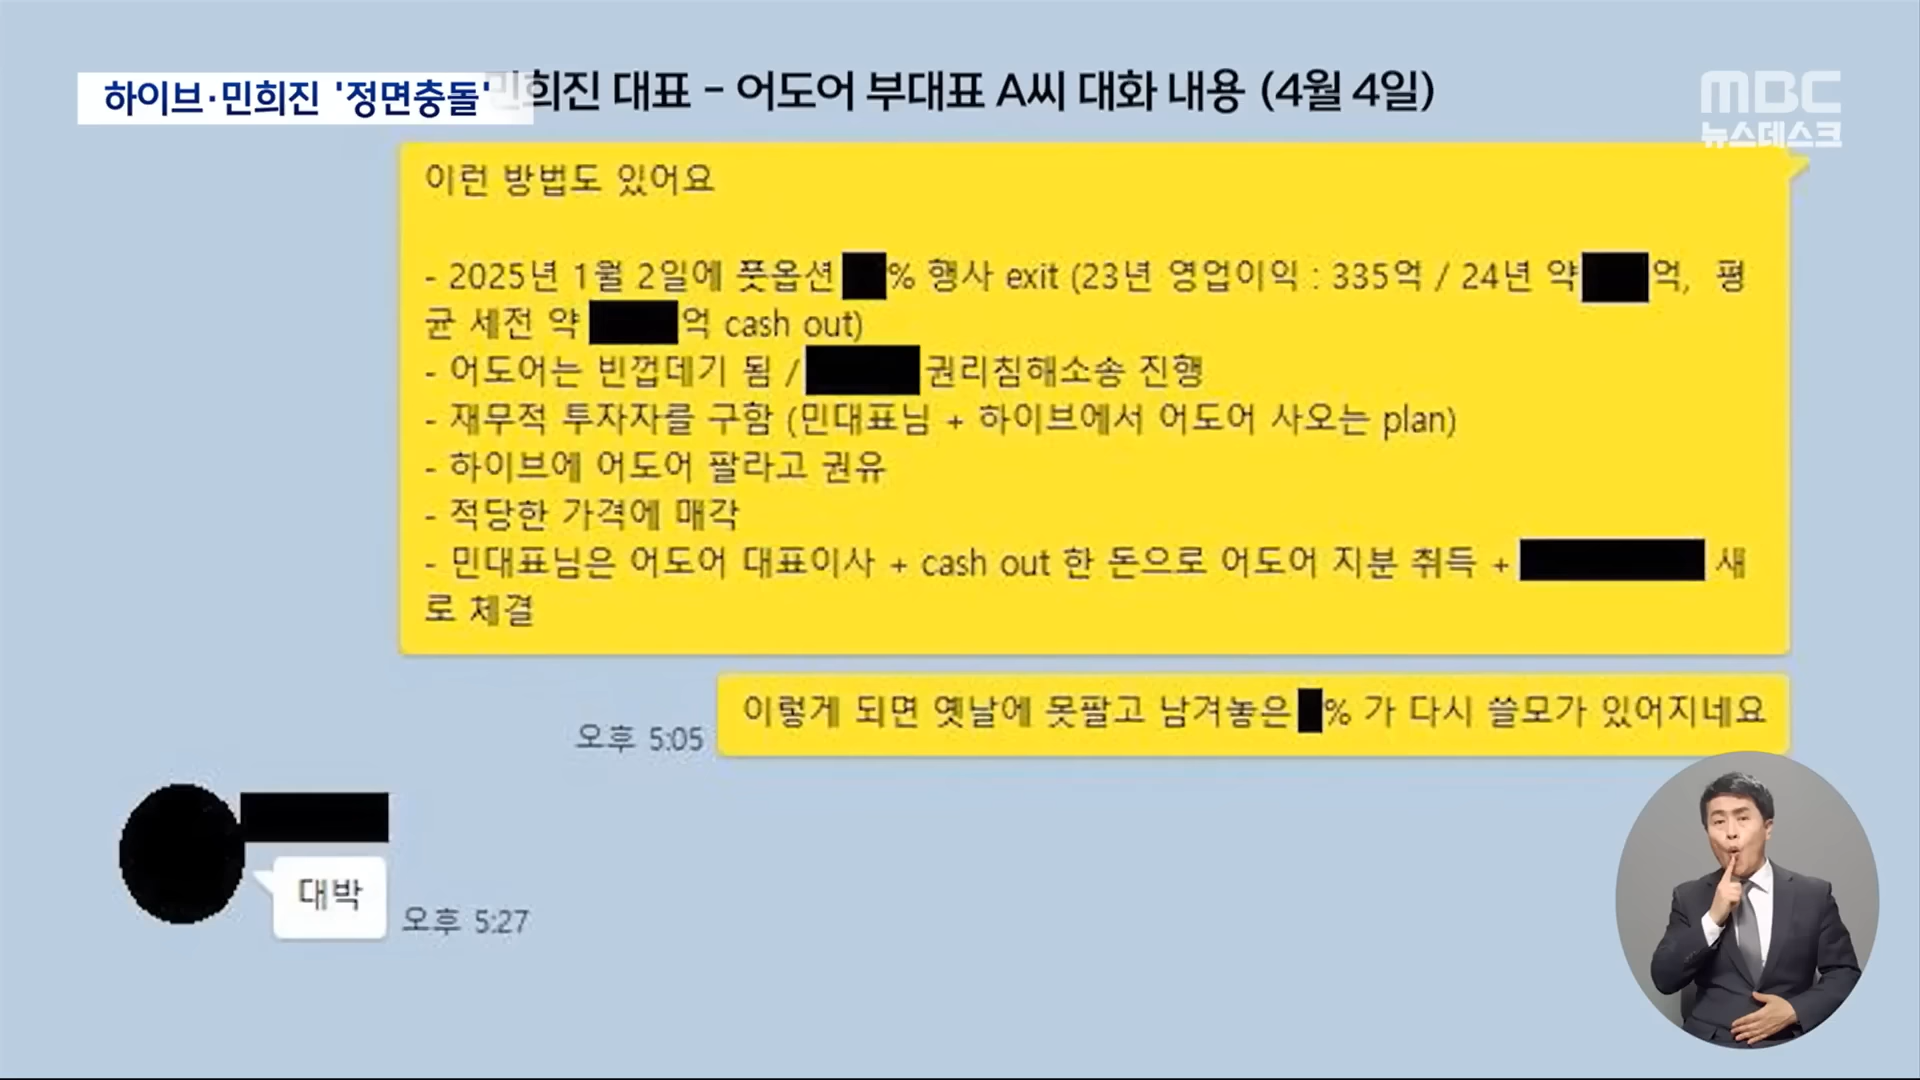 하이브·민희진 '정면충돌'
민희진 대표 - 어도어 부대표 A씨 대화 내용 (4월 4일)
MBC
뉴스데스크
이런 방법도 있어요
- 2025년 1월 2일에 풋옵션 % 행사 exit (23년 영업이익 : 335억 / 24년 약 억, 평
균 세전 약 억 cash out)
- 어도어는 빈껍데기 됨 / 권리침해소송 진행
- 재무적 투자자를 구함 (민대표님 + 하이브에서 어도어 사오는 plan)
- 하이브에 어도어 팔라고 권유
- 적당한 가격에 매각
- 민대표님은 어도어 대표이사 + cash out 한 돈으로 어도어 지분 취득 + 새
로 체결
이렇게 되면 옛날에 못팔고 남겨놓은 % 가 다시 쓸모가 있어지네요
오후 5:05
대박
오후 5:27